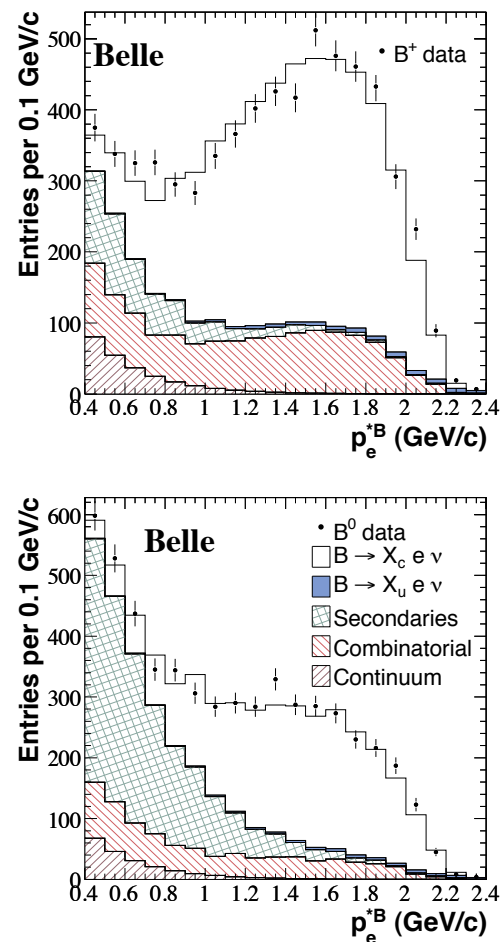 Entries per 0.1 GeV/c
500
400
300
200
100
0
Belle
B+ data
0.4 0.6 0.8 1 1.2 1.4 1.6 1.8 2 2.2 2.4
p*B e (GeV/c)
Entries per 0.1 GeV/c
600
500
400
300
200
100
0
Belle
B0 data
B → Xc e ν
B → Xu e ν
Secondaries
Combinatorial
Continuum
0.4 0.6 0.8 1 1.2 1.4 1.6 1.8 2 2.2 2.4
p*B e (GeV/c)